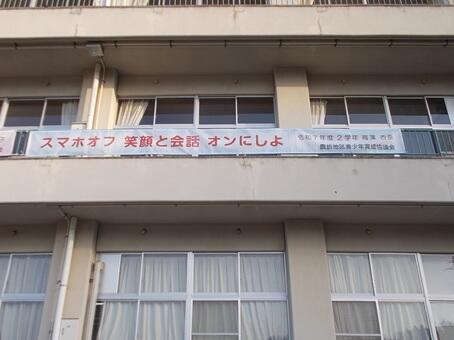 スマホオフ 笑顔と会話 オンにしよ
令和7年度 2学年
地区青少年育成協議会